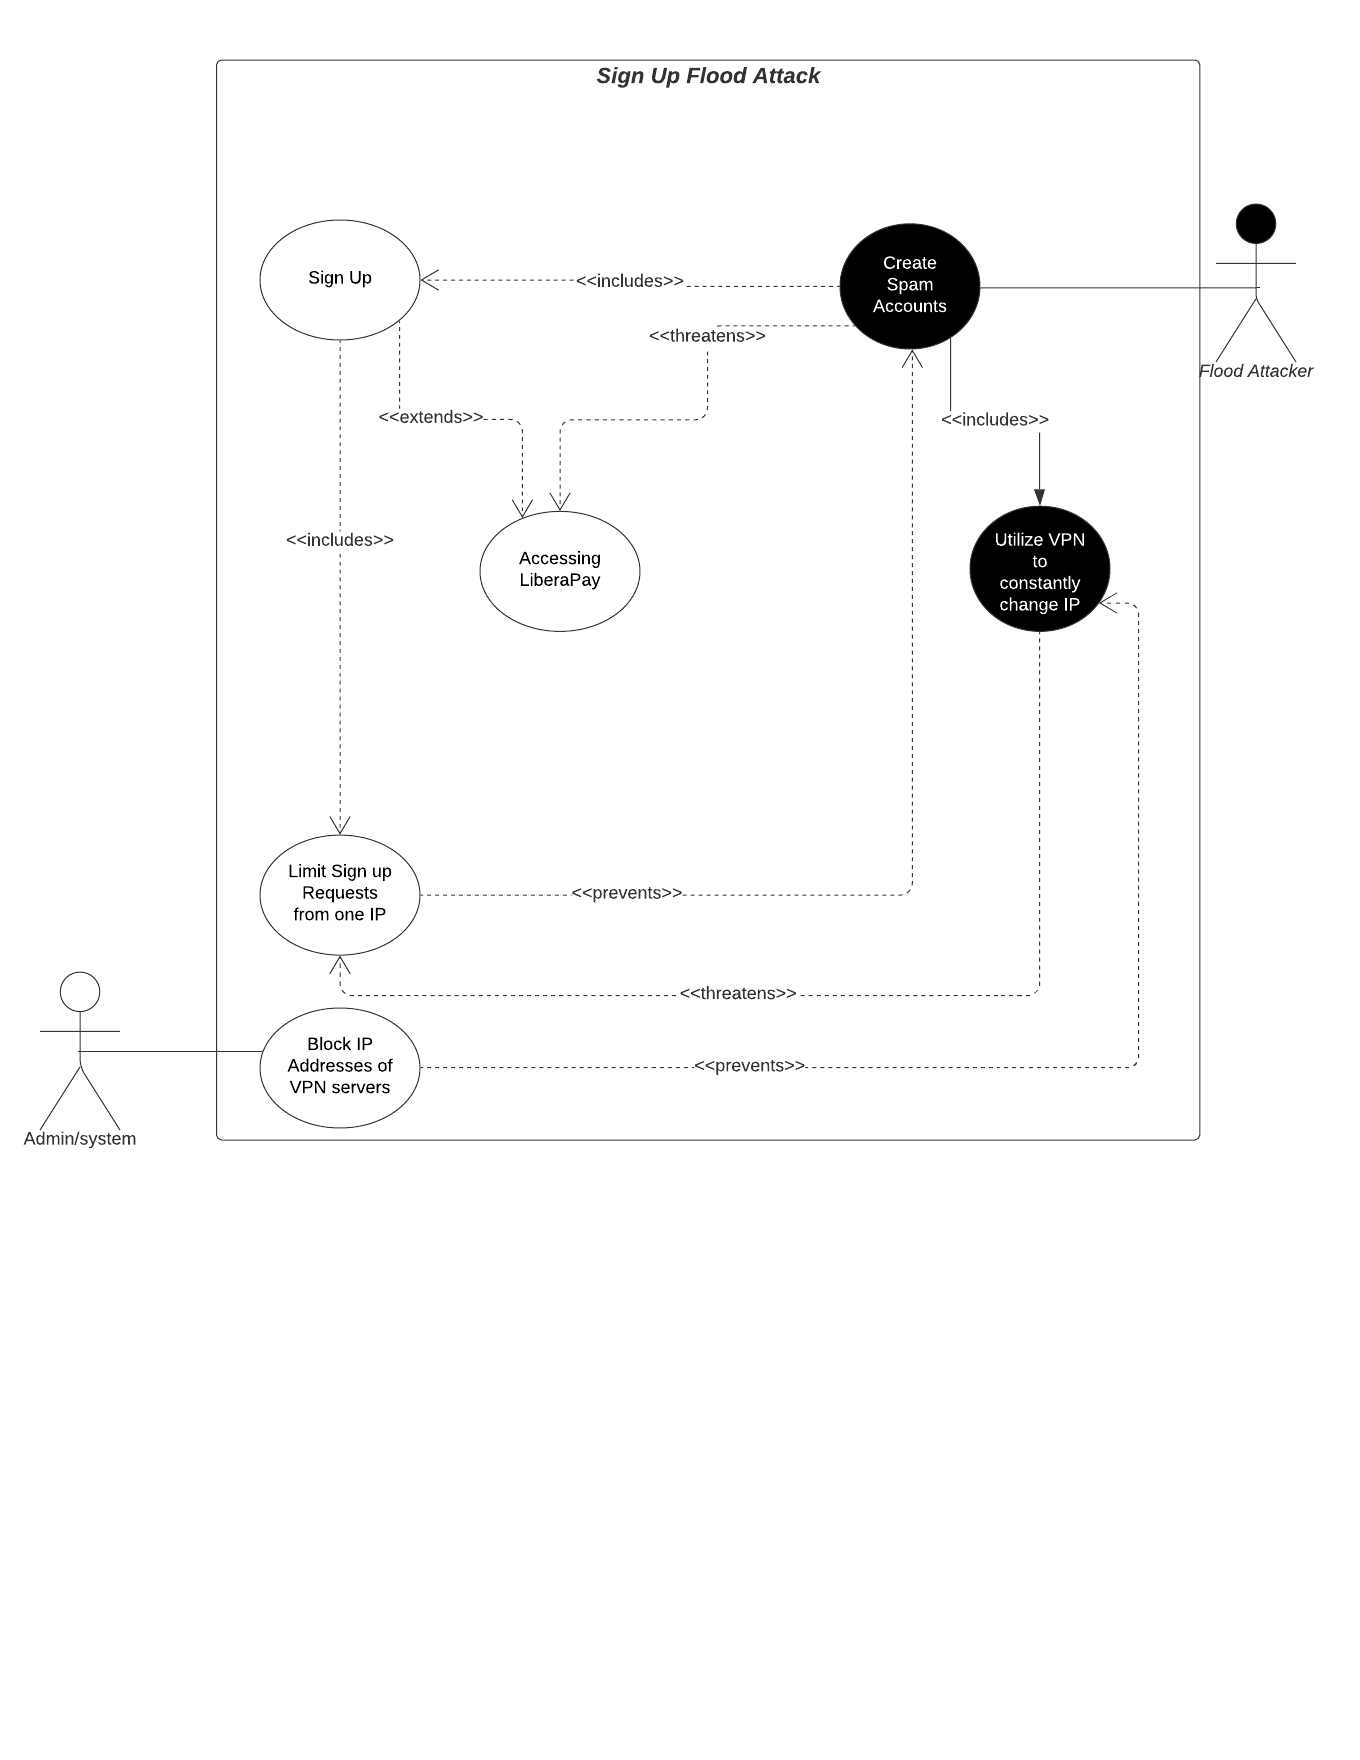 Sign Up Flood Attack
Sign Up
<<includes>>
Create
Spam
Accounts
<<threatens>>
Flood Attacker
<<extends>>
<<includes>>
<<includes>>
Accessing
LiberaPay
Utilize VPN
to
constantly
change IP
Limit Sign up
Requests
from one IP
<<prevents>>
<<threatens>>
Block IP
Addresses of
VPN servers
<<prevents>>
Admin/system